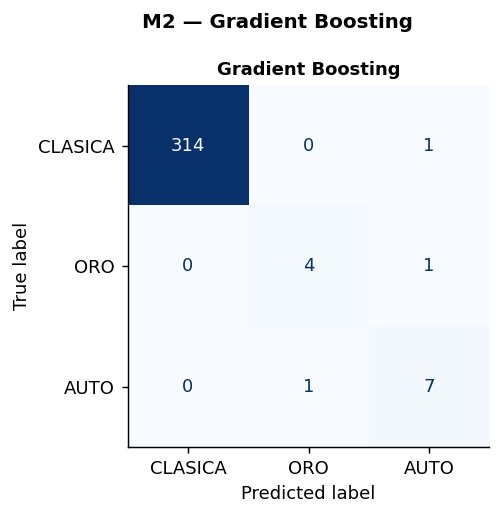 M2 — Gradient Boosting
Gradient Boosting
CLASICA 314 0 1
ORO 0 4 1
AUTO 0 1 7
True label
CLASICA ORO AUTO
Predicted label